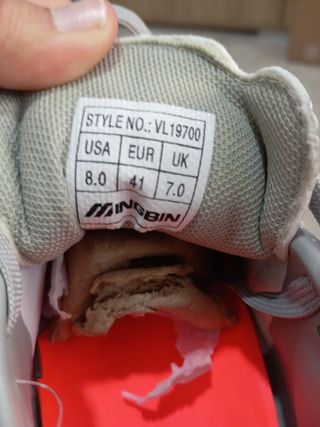 STYLE NO.: VL19700
USA EUR UK
8.0 41 7.0
MINGBIN